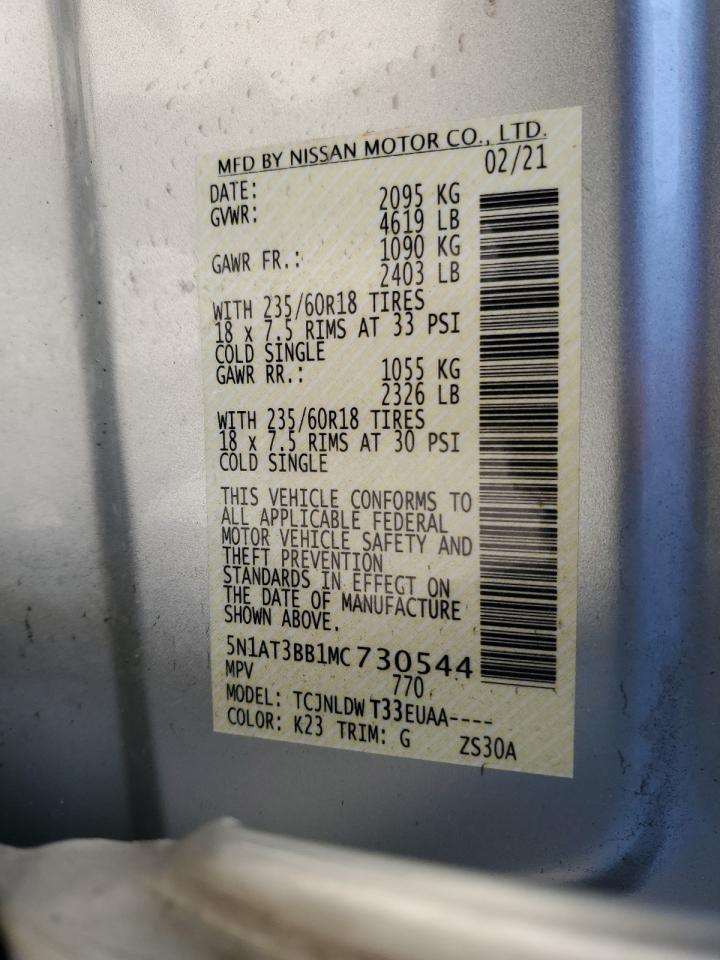 MFD BY NISSAN MOTOR CO., LTD.
DATE: 02/21
GVWR: 2095 KG
4619 LB
GAWR FR.: 1090 KG
2403 LB
WITH 235/60R18 TIRES
18 x 7.5 RIMS AT 33 PSI
COLD SINGLE
GAWR RR.: 1055 KG
2326 LB
WITH 235/60R18 TIRES
18 x 7.5 RIMS AT 30 PSI
COLD SINGLE
THIS VEHICLE CONFORMS TO
ALL APPLICABLE FEDERAL
MOTOR VEHICLE SAFETY AND
THEFT PREVENTION
STANDARDS IN EFFECT ON
THE DATE OF MANUFACTURE
SHOWN ABOVE.
5N1AT3BB1MC730544
MPV 770
MODEL: TCJNLDW T33EUAA----
COLOR: K23 TRIM: G ZS30A